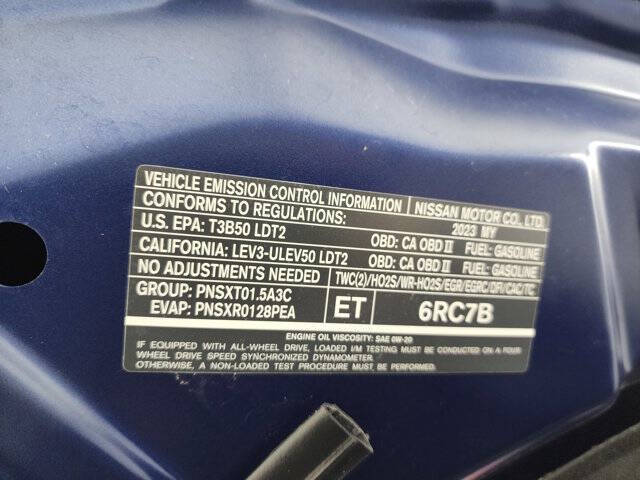 VEHICLE EMISSION CONTROL INFORMATION NISSAN MOTOR CO., LTD.
CONFORMS TO REGULATIONS: 2023 MY
U.S. EPA: T3B50 LDT2 OBD: CA OBD II FUEL: GASOLINE
CALIFORNIA: LEV3-ULEV50 LDT2 OBD: CA OBD II FUEL: GASOLINE
NO ADJUSTMENTS NEEDED TWC(2)/HO2S/WR-HO2S/EGR/EGRC/DFI/CAC/TC
GROUP: PNSXT01.5A3C
EVAP: PNSXR0128PEA
ET 6RC7B
ENGINE OIL VISCOSITY: SAE 0W-20
IF EQUIPPED WITH ALL-WHEEL DRIVE, LOADED I/M TESTING MUST BE CONDUCTED ON A FOUR
WHEEL DRIVE SPEED SYNCHRONIZED DYNAMOMETER.
OTHERWISE, A NON-LOADED TEST PROCEDURE MUST BE PERFORMED.